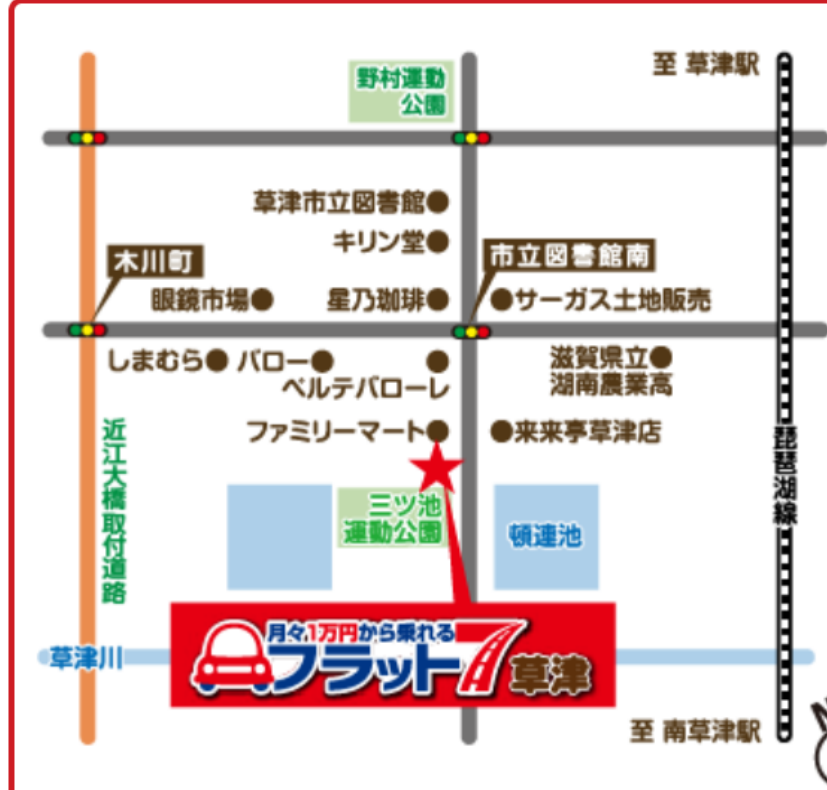 至 草津駅
野村運動
公園
草津市立図書館
キリン堂
木川町
市立図書館南
眼鏡市場
星乃珈琲
サーガス土地販売
しまむら
バロー
ベルテバローレ
滋賀県立
湖南農業高
ファミリーマート
来来亭草津店
近江大橋取付道路
琵琶湖線
三ツ池
運動公園
頓連池
草津川
月々1万円から乗れる
フラット7
草津
至 南草津駅